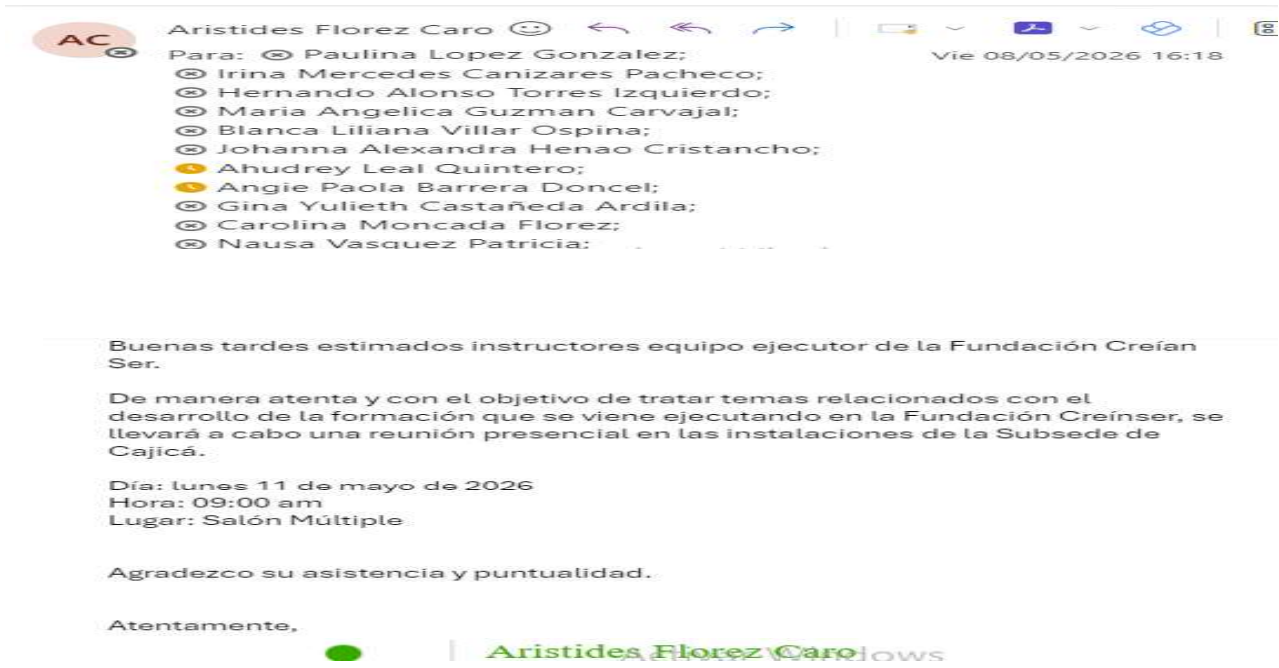 Aristides Florez Caro
AC
Para: Paulina Lopez Gonzalez;
Vie 08/05/2026 16:18
Irina Mercedes Canizares Pacheco;
Hernando Alonso Torres Izquierdo;
Maria Angelica Guzman Carvajal;
Blanca Liliana Villar Ospina;
Johanna Alexandra Henao Cristancho;
Ahudrey Leal Quintero;
Angie Paola Barrera Doncel;
Gina Yulieth Castañeda Ardila;
Carolina Moncada Florez;
Nausa Vasquez Patricia;
Buenas tardes estimados instructores equipo ejecutor de la Fundación Creían
Ser.
De manera atenta y con el objetivo de tratar temas relacionados con el
desarrollo de la formación que se viene ejecutando en la Fundación Creínser, se
llevará a cabo una reunión presencial en las instalaciones de la Subsede de
Cajicá.
Día: lunes 11 de mayo de 2026
Hora: 09:00 am
Lugar: Salón Múltiple
Agradezco su asistencia y puntualidad.
Atentamente,
Aristides Florez Caro
Activar Windows